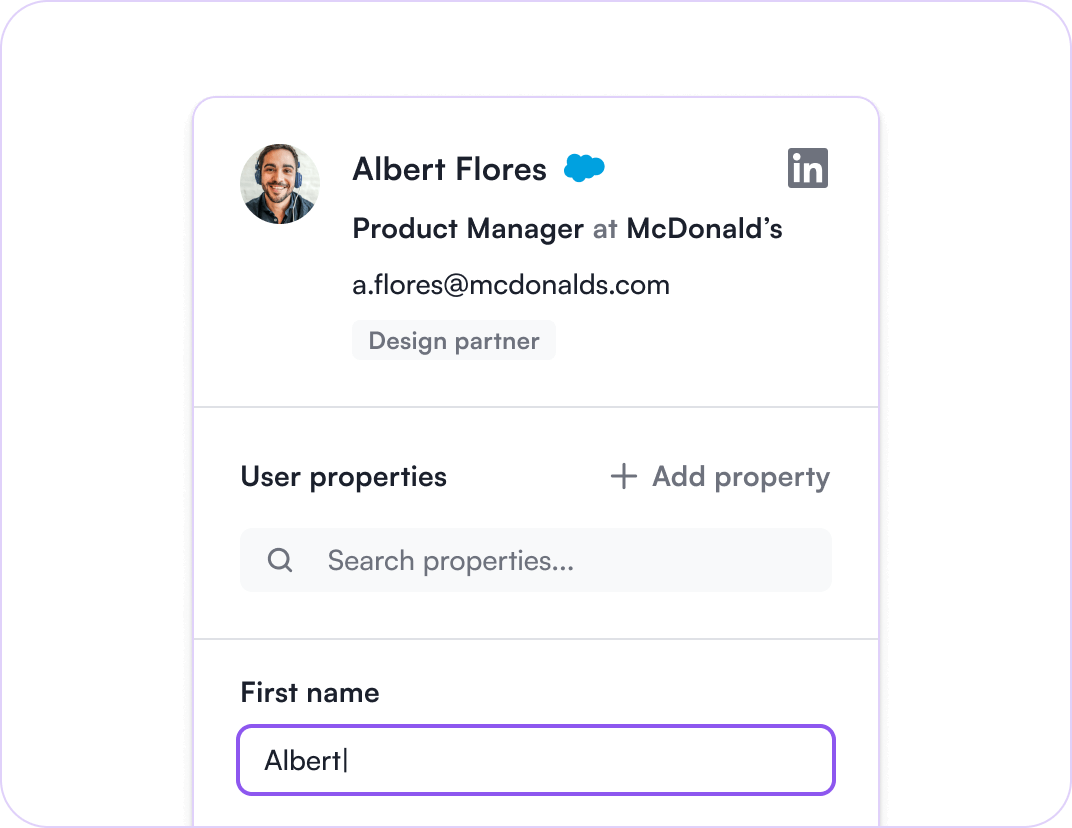 Albert Flores
in
Product Manager at McDonald’s
a.flores@mcdonalds.com
Design partner
User properties
Add property
Search properties...
First name
Albert